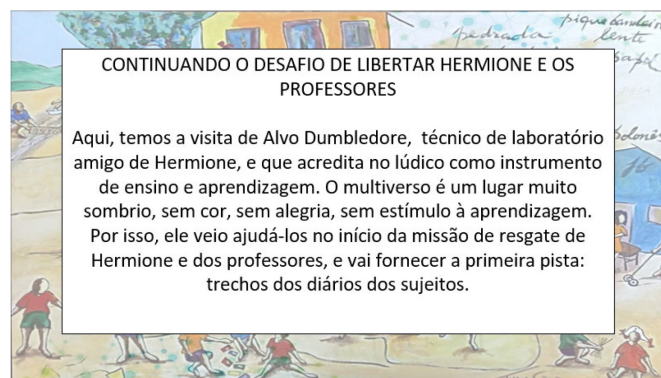 piquebandeira
pedrada lente
papel
CONTINUANDO O DESAFIO DE LIBERTAR HERMIONE E OS
PROFESSORES
Aqui, temos a visita de Alvo Dumbledore, técnico de laboratório
amigo de Hermione, e que acredita no lúdico como instrumento
de ensino e aprendizagem. O multiverso é um lugar muito
sombrio, sem cor, sem alegria, sem estímulo à aprendizagem.
Por isso, ele veio ajudá-los no início da missão de resgate de
Hermione e dos professores, e vai fornecer a primeira pista:
trechos dos diários dos sujeitos.